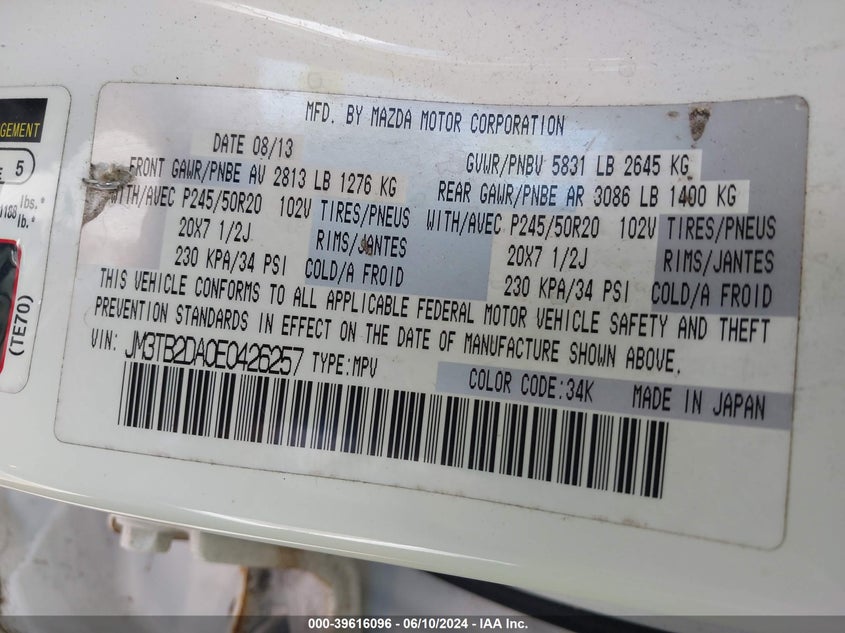 MFD. BY MAZDA MOTOR CORPORATION
DATE 08/13
GVWR/PNBV 5831 LB 2645 KG
FRONT GAWR/PNBE AV 2813 LB 1276 KG
REAR GAWR/PNBE AR 3086 LB 1400 KG
WITH/AVEC P245/50R20 102V TIRES/PNEUS
WITH/AVEC P245/50R20 102V TIRES/PNEUS
20X7 1/2J RIMS/JANTES
20X7 1/2J RIMS/JANTES
230 KPA/34 PSI COLD/A FROID
230 KPA/34 PSI COLD/A FROID
THIS VEHICLE CONFORMS TO ALL APPLICABLE FEDERAL MOTOR VEHICLE SAFETY AND THEFT
PREVENTION STANDARDS IN EFFECT ON THE DATE OF MANUFACTURE SHOWN ABOVE.
VIN: JM3TB2DA0E0426257 TYPE:MPV
COLOR CODE:34K MADE IN JAPAN
5
lbs.*
lb.*
(TE70)
000-39616096 - 06/10/2024 - IAA Inc.